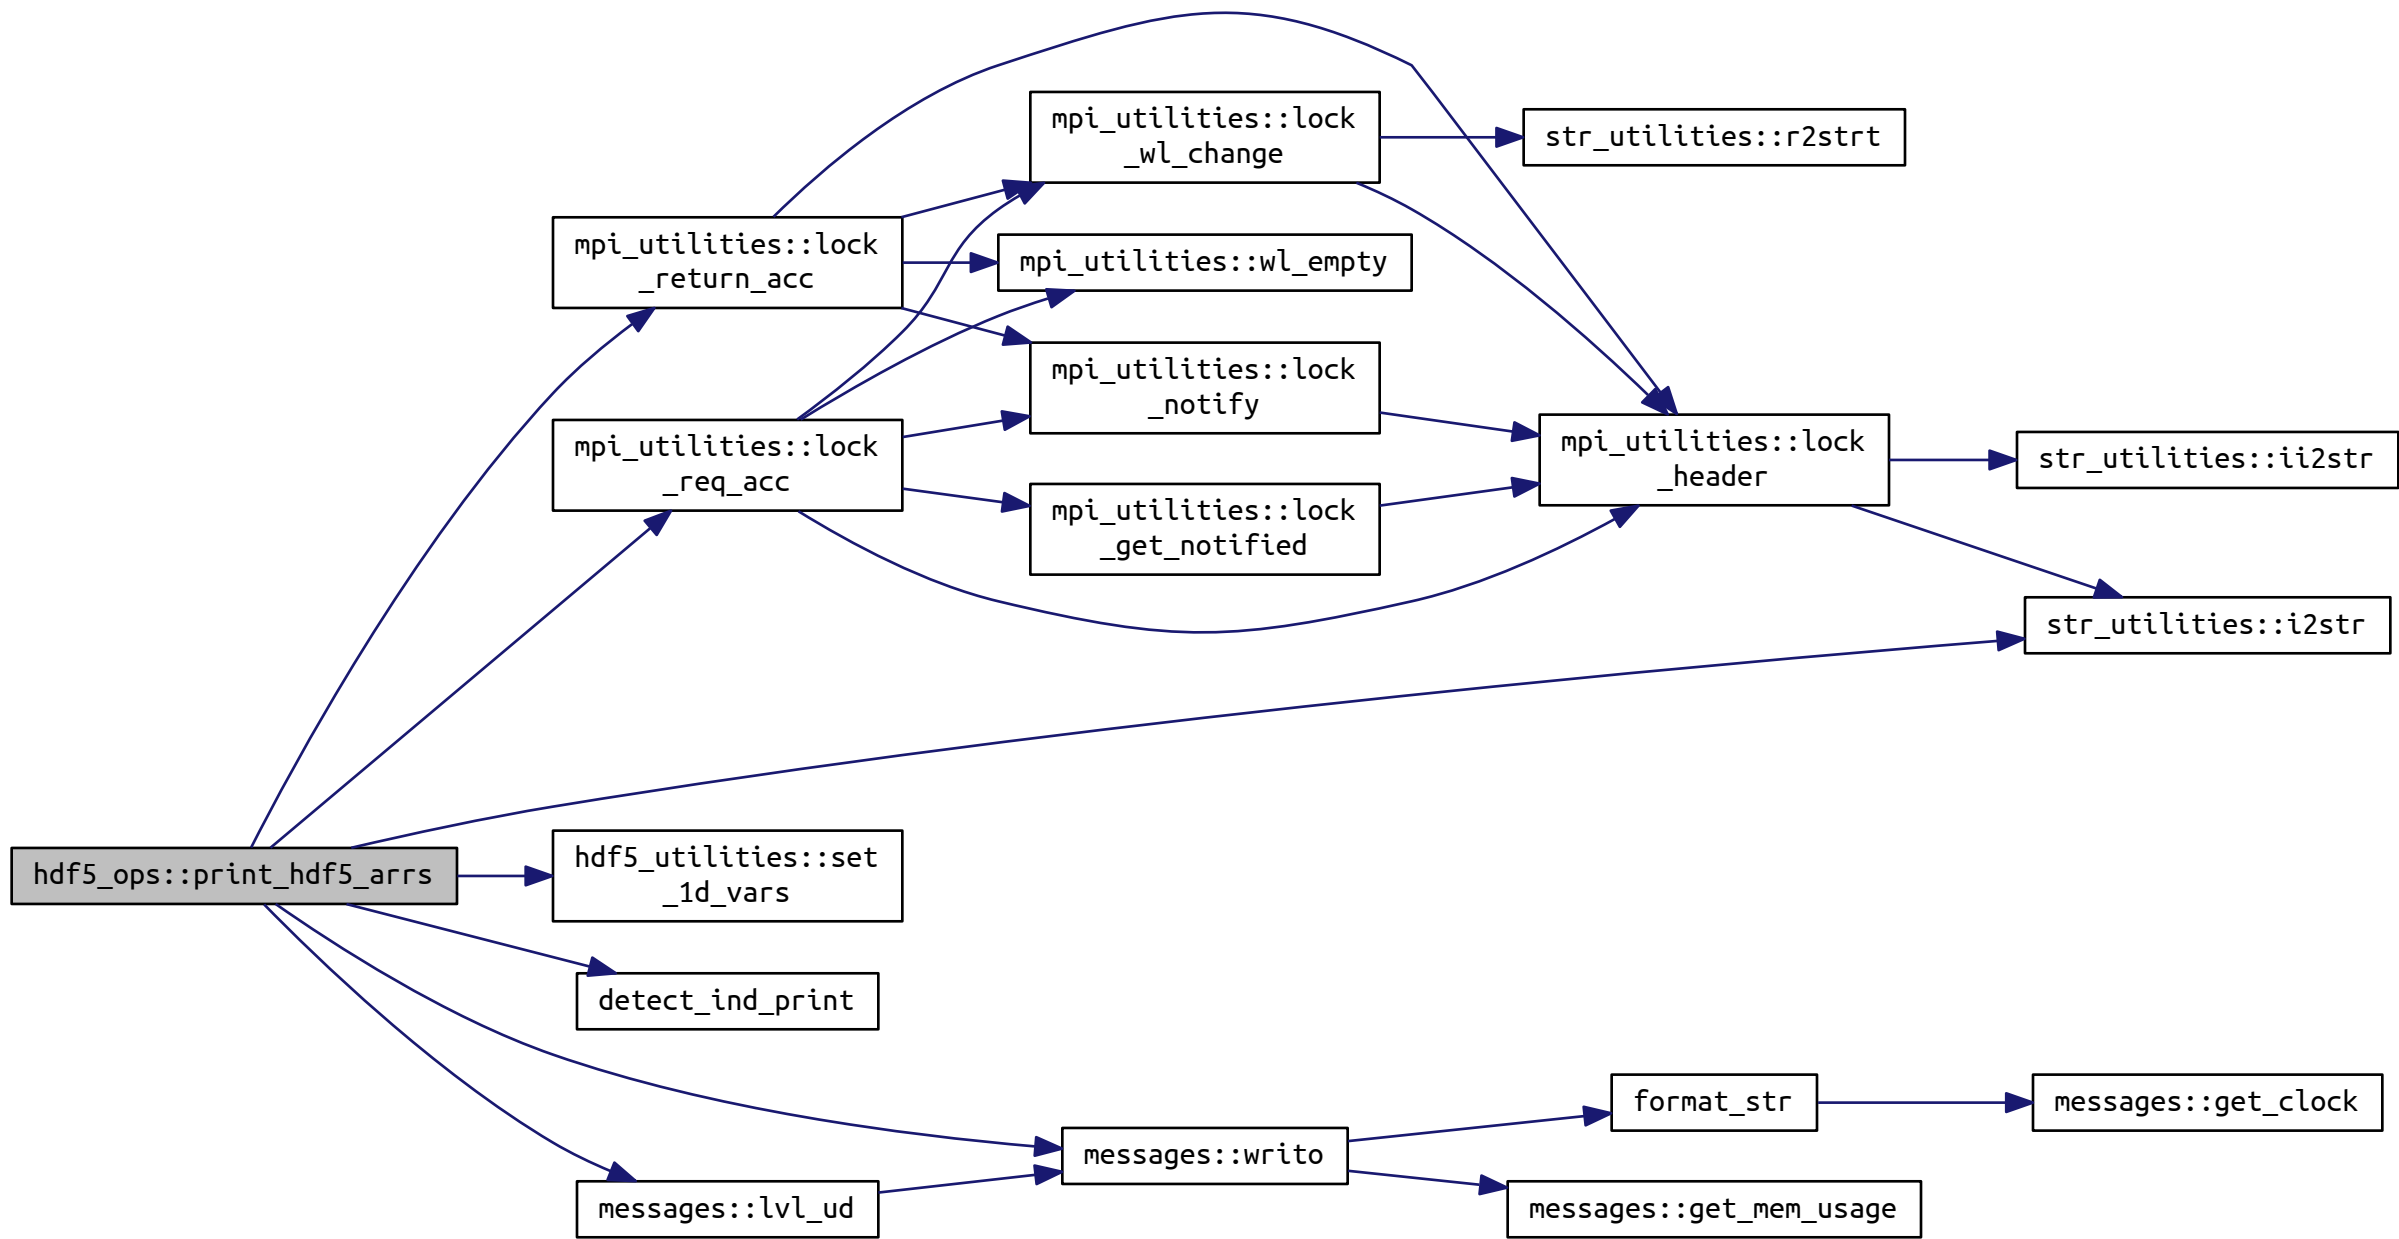 mpi_utilities::lock
_wl_change
str_utilities::r2strt
mpi_utilities::lock
_return_acc
mpi_utilities::wl_empty
mpi_utilities::lock
_notify
mpi_utilities::lock
_req_acc
mpi_utilities::lock
_header
str_utilities::ii2str
mpi_utilities::lock
_get_notified
str_utilities::i2str
hdf5_ops::print_hdf5_arrs
hdf5_utilities::set
_1d_vars
detect_ind_print
format_str
messages::get_clock
messages::writo
messages::lvl_ud
messages::get_mem_usage